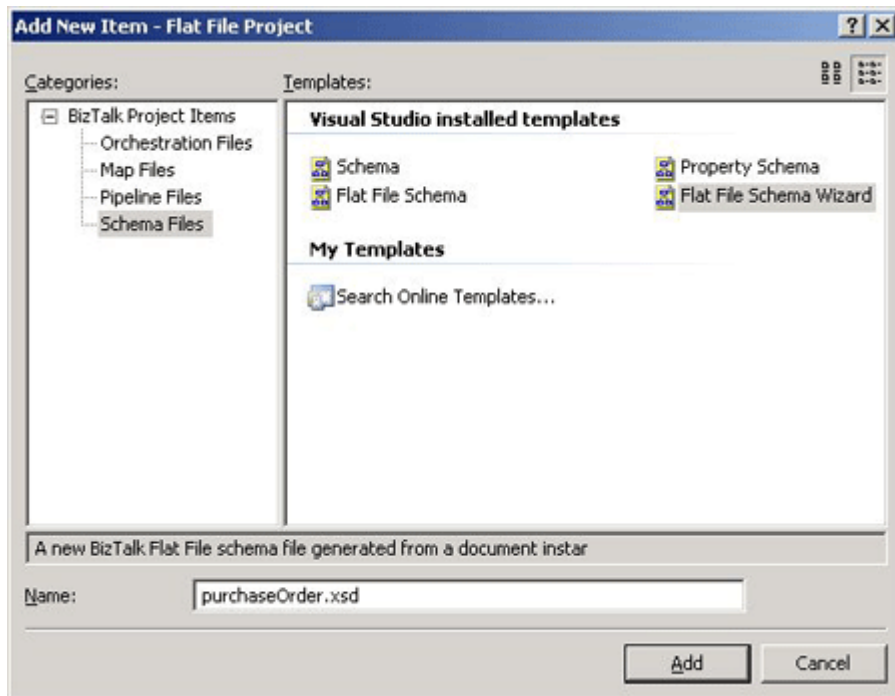 Add New Item - Flat File Project
Categories:
Templates:
BizTalk Project Items
Orchestration Files
Map Files
Pipeline Files
Schema Files
Visual Studio installed templates
Schema
Property Schema
Flat File Schema
Flat File Schema Wizard
My Templates
Search Online Templates...
A new BizTalk Flat File schema file generated from a document instar
Name:
purchaseOrder.xsd
Add
Cancel